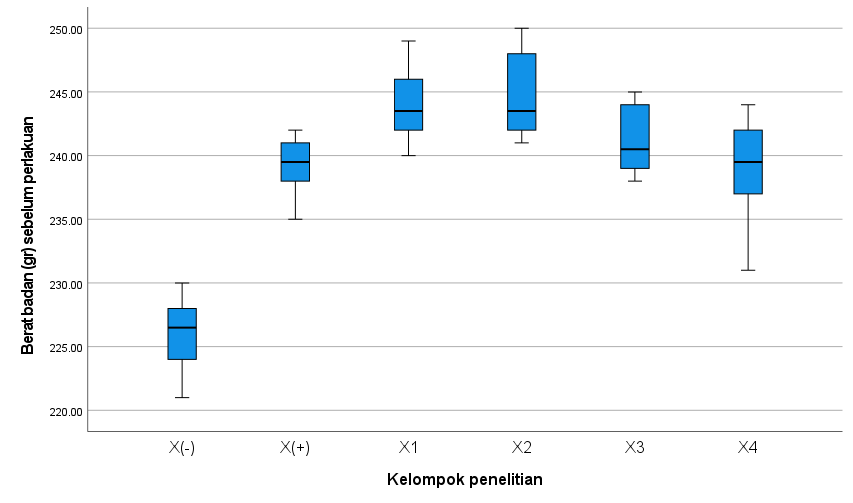 250.00
245.00
240.00
235.00
230.00
225.00
220.00
Berat badan (gr) sebelum perlakuan
X(-) X(+) X1 X2 X3 X4
Kelompok penelitian